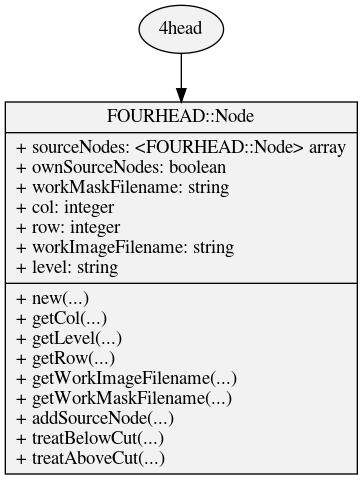 4head
FOURHEAD::Node
+ sourceNodes: <FOURHEAD::Node> array
+ ownSourceNodes: boolean
+ workMaskFilename: string
+ col: integer
+ row: integer
+ workImageFilename: string
+ level: string
+ new(...)
+ getCol(...)
+ getLevel(...)
+ getRow(...)
+ getWorkImageFilename(...)
+ getWorkMaskFilename(...)
+ addSourceNode(...)
+ treatBelowCut(...)
+ treatAboveCut(...)